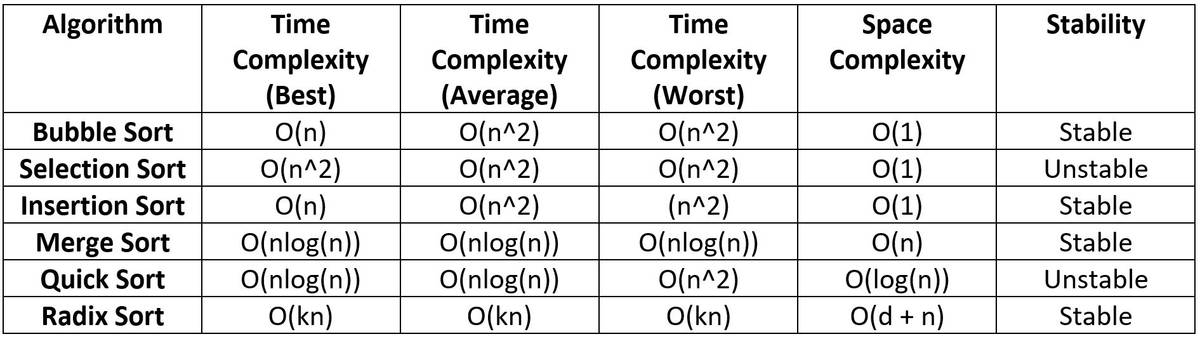 Algorithm Time Complexity (Best) Time Complexity (Average) Time Complexity (Worst) Space Complexity Stability
Bubble Sort O(n) O(n^2) O(n^2) O(1) Stable
Selection Sort O(n^2) O(n^2) O(n^2) O(1) Unstable
Insertion Sort O(n) O(n^2) (n^2) O(1) Stable
Merge Sort O(nlog(n)) O(nlog(n)) O(nlog(n)) O(n) Stable
Quick Sort O(nlog(n)) O(nlog(n)) O(n^2) O(log(n)) Unstable
Radix Sort O(kn) O(kn) O(kn) O(d + n) Stable